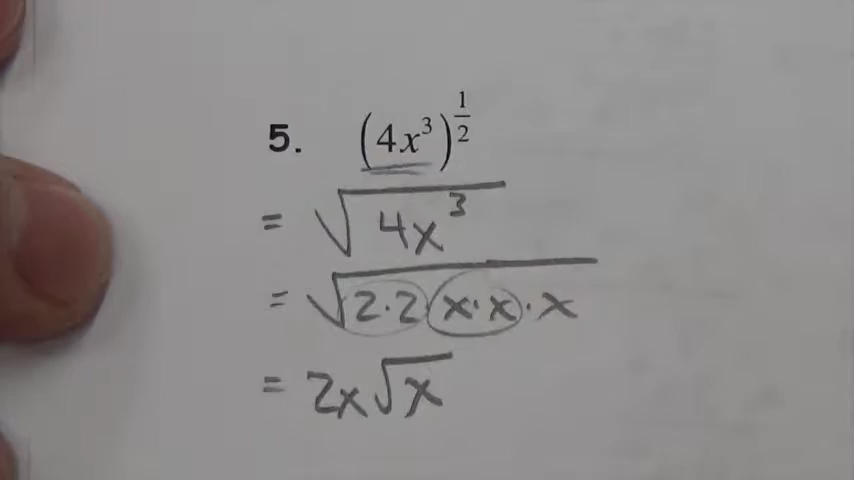 5. (4x³)^(1/2)
= √(4x³)
= √(2·2 x·x·x)
= 2x√x